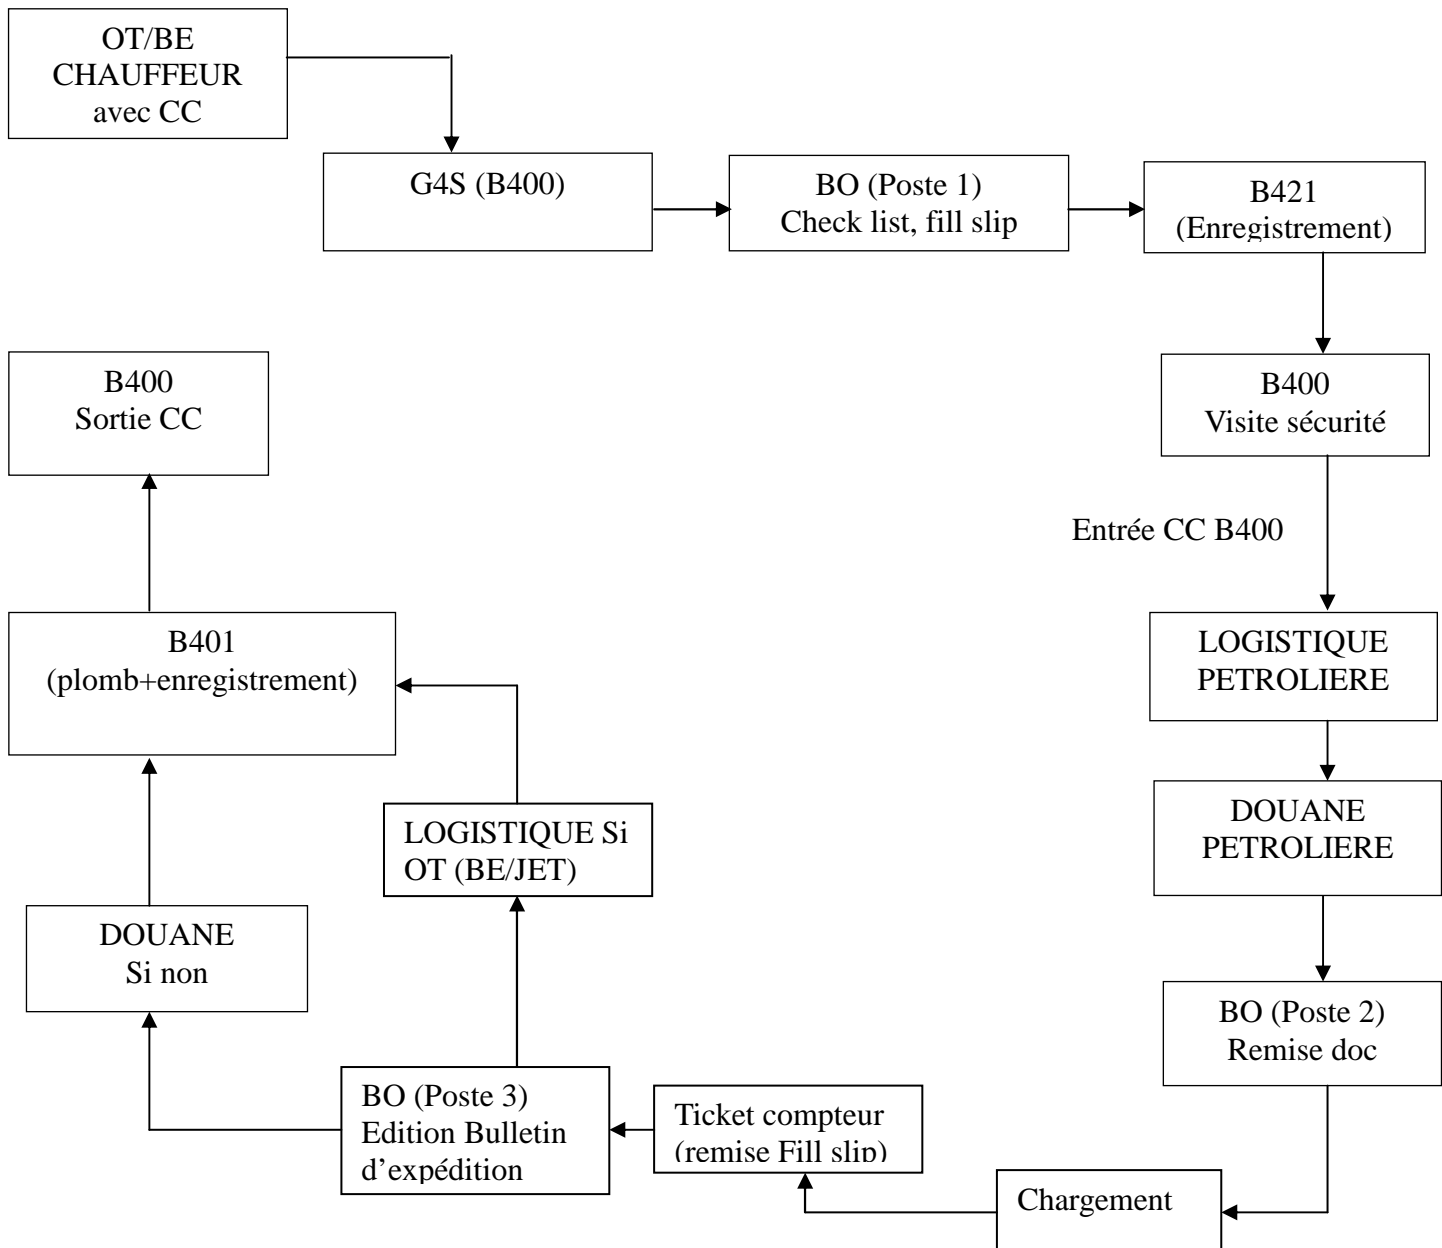 OT/BE
CHAUFFEUR
avec CC
G4S (B400)
BO (Poste 1)
Check list, fill slip
B421
(Enregistrement)
B400
Visite sécurité
Entrée CC B400
LOGISTIQUE
PETROLIERE
DOUANE
PETROLIERE
BO (Poste 2)
Remise doc
Chargement
Ticket compteur
(remise Fill slip)
BO (Poste 3)
Edition Bulletin
d’expédition
LOGISTIQUE Si
OT (BE/JET)
DOUANE
Si non
B401
(plomb+enregistrement)
B400
Sortie CC